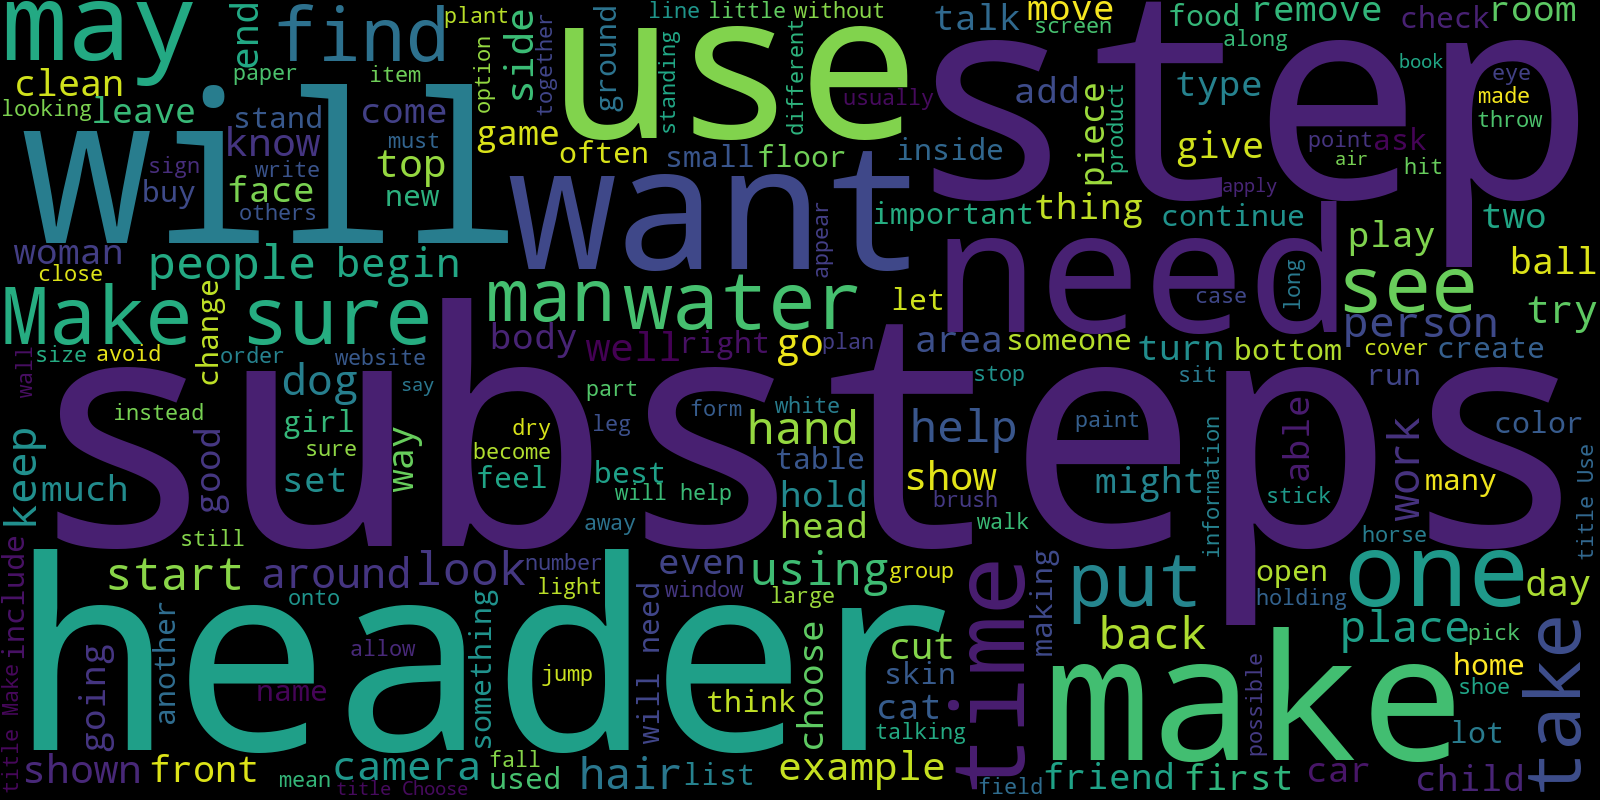 may
end
find
plant
line
little
without
talk
move
screen
food
remove
check
room
use
step
clean
paper
item
option
side
together
ground
standing
different
along
book
eye
looking
leave
stand
come
game
usually
add
piece
product
type
made
throw
will
know
must
often
small
floor
inside
give
point
ask
air
hit
sign
write
top
want
buy
face
new
others
important
thing
apply
continue
two
woman
people
begin
appear
need
play
ball
close
Make sure
change
man
water
let
case
long
see
try
size
avoid
order
website
body
well
right
go
plan
area
someone
turn
bottom
person
cover
create
wall
say
dog
part
stop
sit
run
substeps
instead
girl
form
white
hand
help
paint
able
color
keep
good
sure
way
dry
leg
become
table
information
work
title Use
much
set
feel
best
will help
hold
show
brush
might
stick
many
away
head
walk
horse
still
start
around
look
number
even
using
group
time
making
put
open
one
day
include
onto
light
window
large
holding
header
another
something
will need
cut
back
place
pick
allow
choose
make
home
take
title Make
going
name
jump
think
skin
cat
possible
shoe
talking
lot
shown
front
mean
camera
fall
used
hair
list
example
field
friend
first
car
child
title Choose